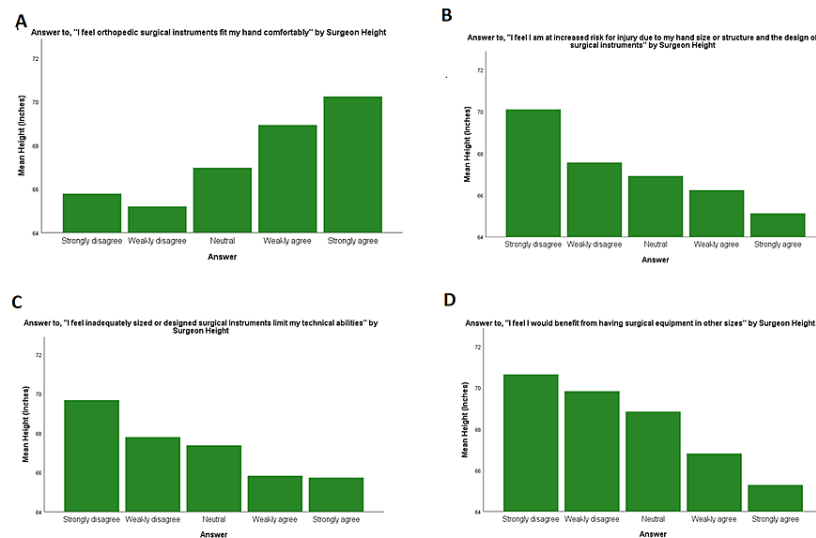 A
Answer to, "I feel orthopedic surgical instruments fit my hand comfortably" by Surgeon Height
Mean Height (Inches)
72
70
68
66
64
Strongly disagree Weakly disagree Neutral Weakly agree Strongly agree
Answer
B
Answer to, "I feel I am at increased risk for injury due to my hand size or structure and the design of
surgical instruments" by Surgeon Height
Mean Height (Inches)
72
70
68
66
64
Strongly disagree Weakly disagree Neutral Weakly agree Strongly agree
Answer
C
Answer to, "I feel inadequately sized or designed surgical instruments limit my technical abilities" by
Surgeon Height
Mean Height (Inches)
72
70
68
66
64
Strongly disagree Weakly disagree Neutral Weakly agree Strongly agree
Answer
D
Answer to, "I feel I would benefit from having surgical equipment in other sizes" by Surgeon Height
Mean Height (Inches)
72
70
68
66
64
Strongly disagree Weakly disagree Neutral Weakly agree Strongly agree
Answer